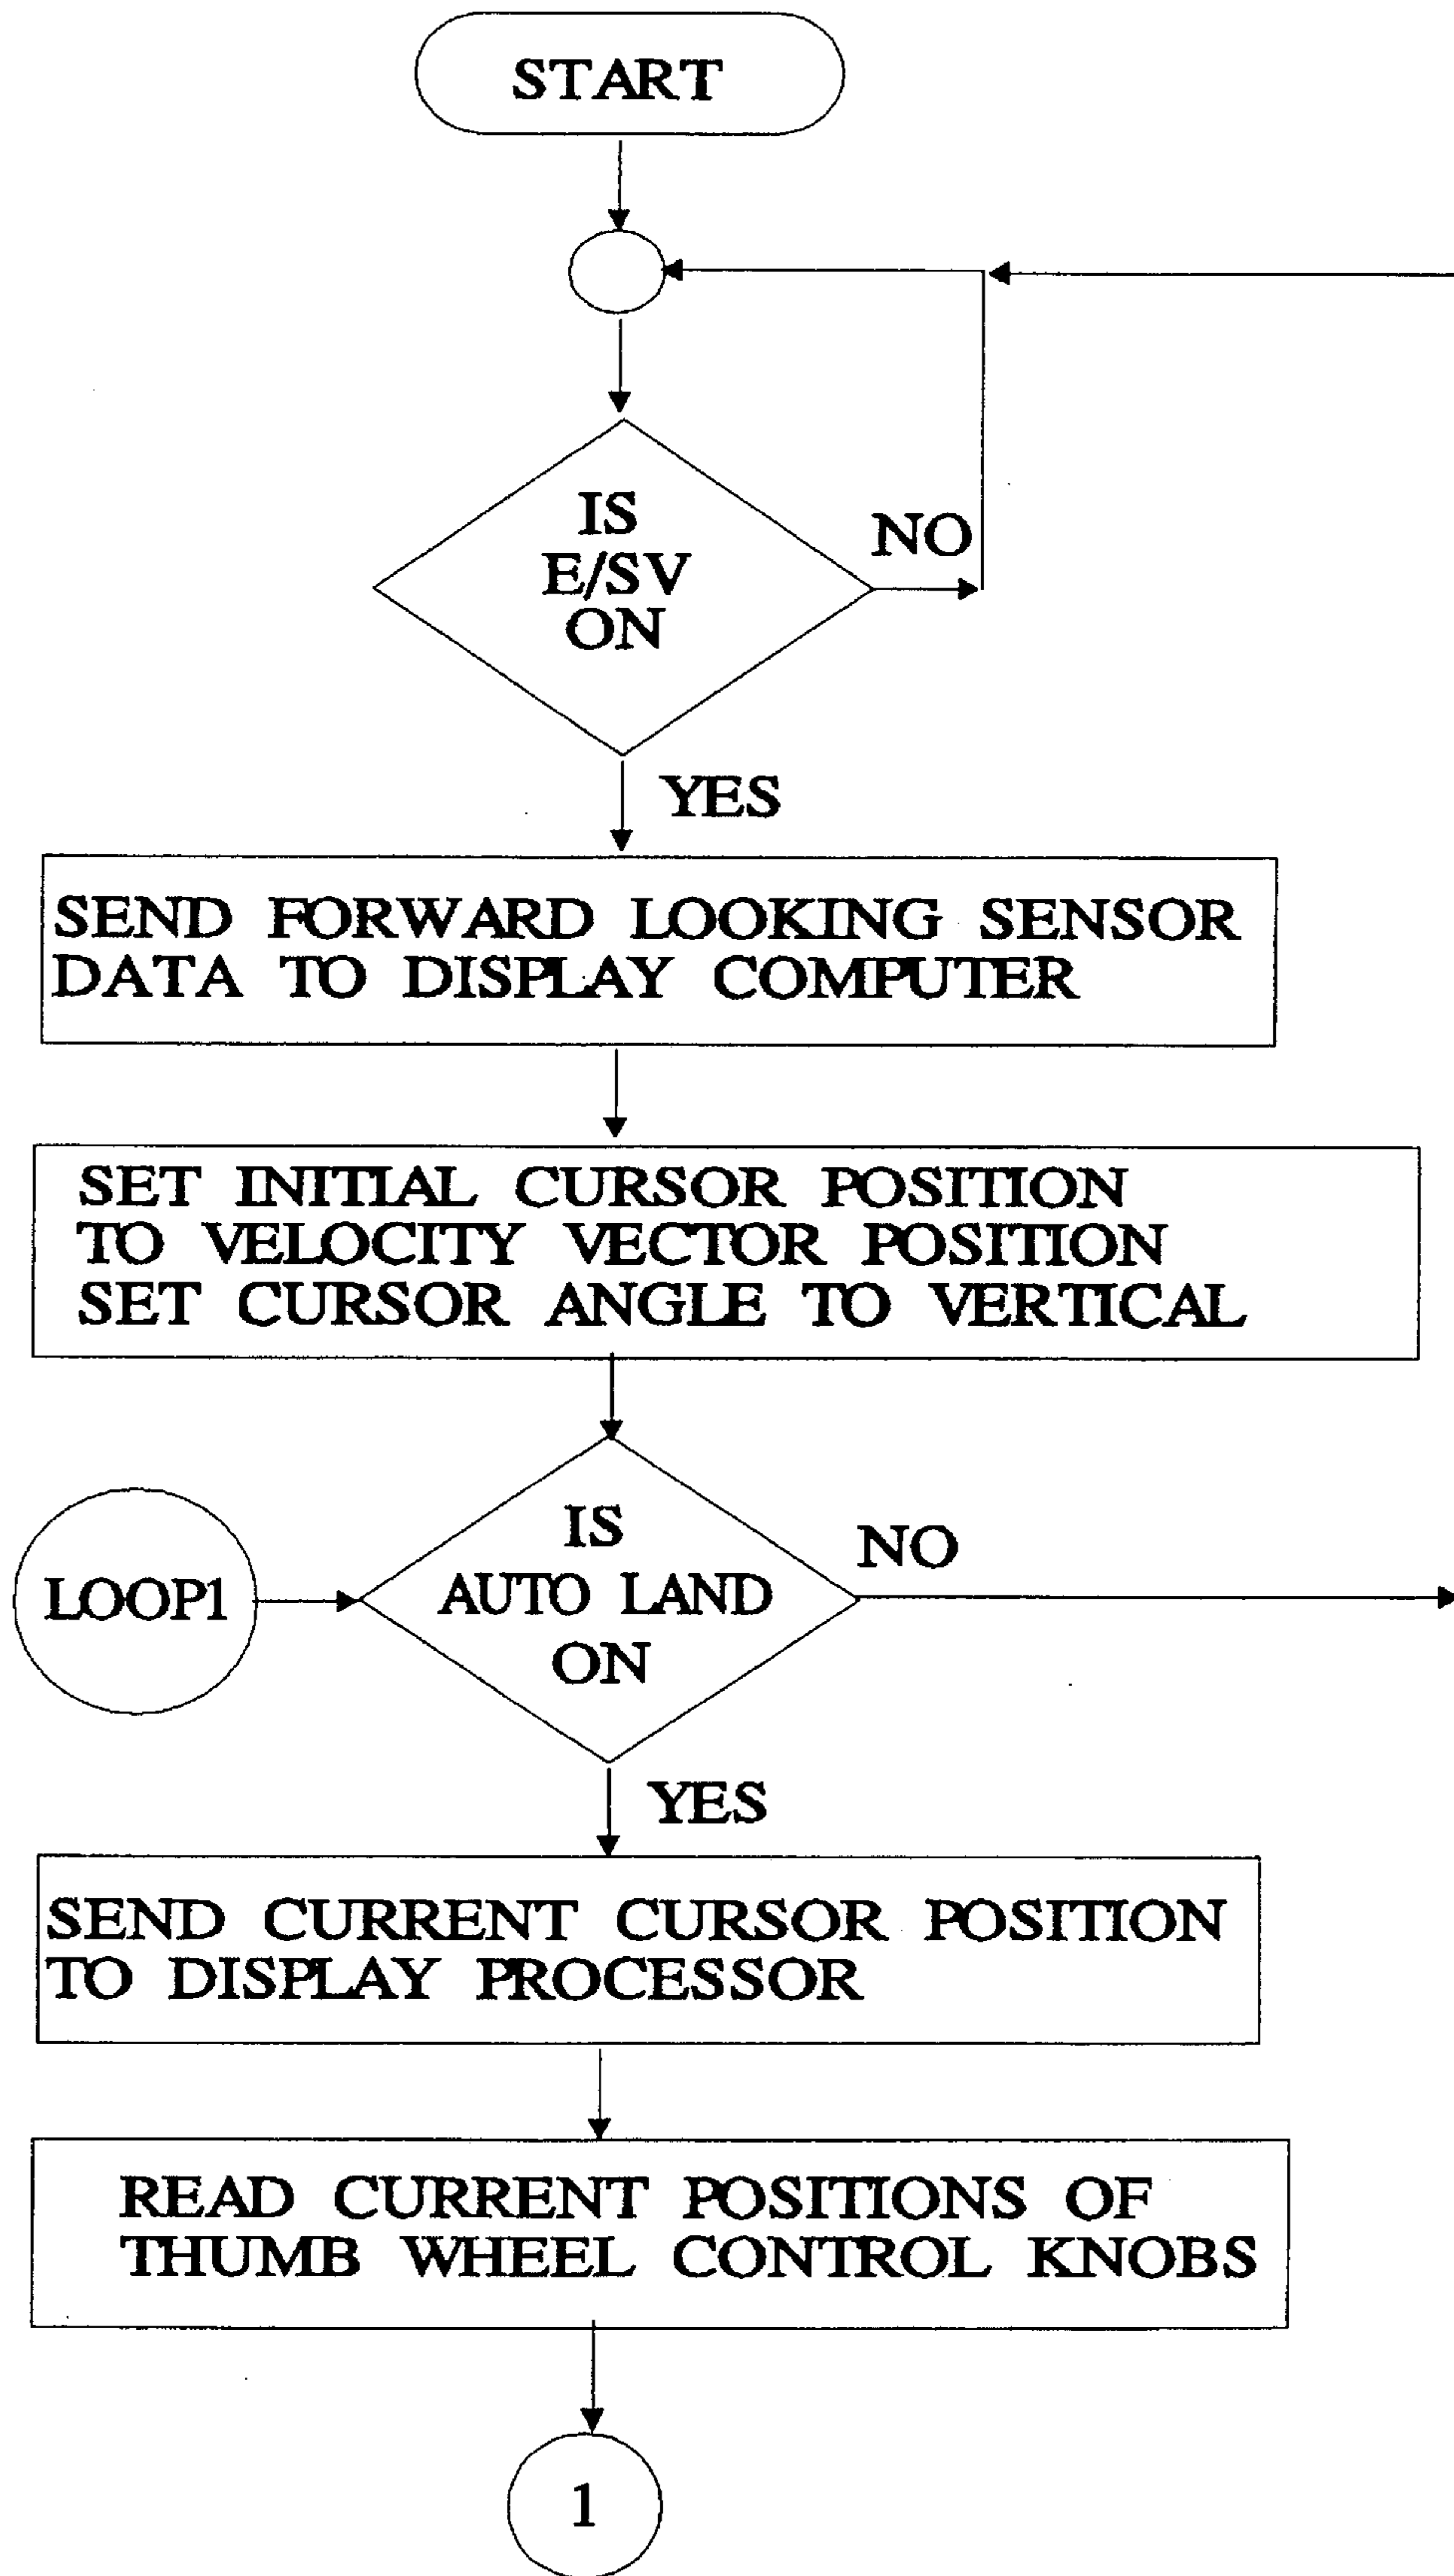 START
IS
E/SV
ON
NO
YES
SEND FORWARD LOOKING SENSOR
DATA TO DISPLAY COMPUTER
SET INITIAL CURSOR POSITION
TO VELOCITY VECTOR POSITION
SET CURSOR ANGLE TO VERTICAL
LOOP1
IS
AUTO LAND
ON
NO
YES
SEND CURRENT CURSOR POSITION
TO DISPLAY PROCESSOR
READ CURRENT POSITIONS OF
THUMB WHEEL CONTROL KNOBS
1